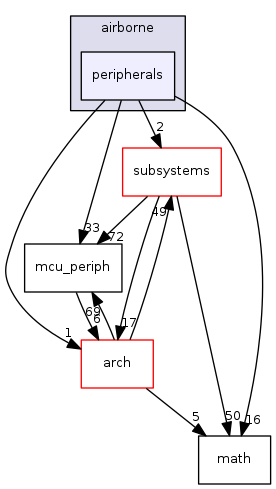 airborne
peripherals
2
subsystems
49
33
72
mcu_periph
69
6
17
1
arch
5
50
16
math